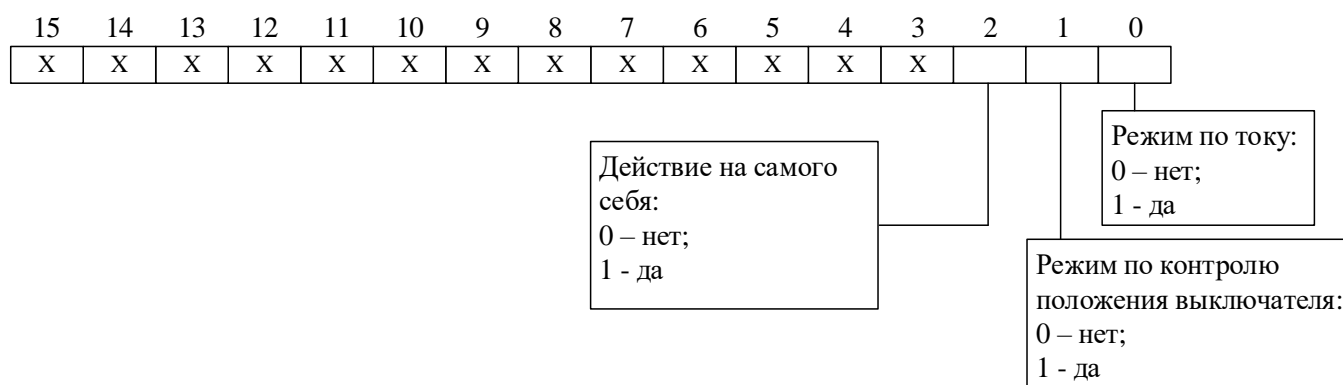 15 14 13 12 11 10 9 8 7 6 5 4 3 2 1 0
X X X X X X X X X X X X X
Действие на самого
себя:
0 – нет;
1 - да
Режим по току:
0 – нет;
1 - да
Режим по контролю
положения выключателя:
0 – нет;
1 - да